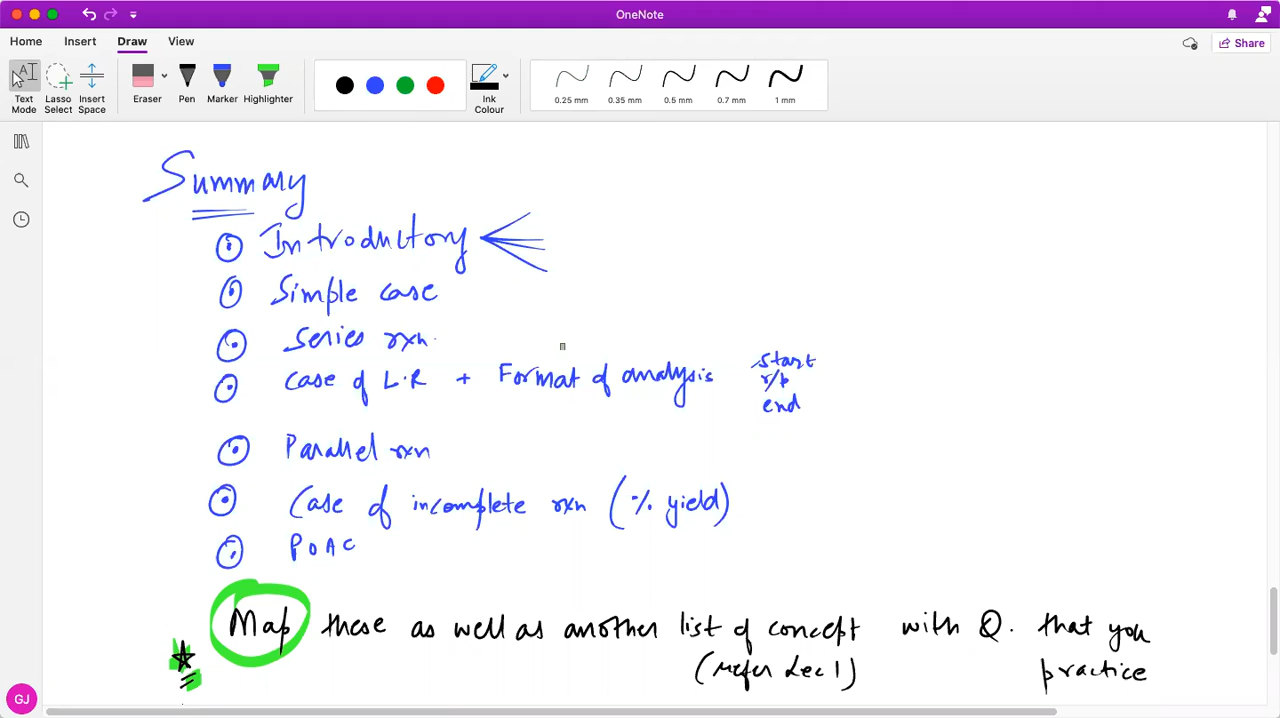 OneNote
Home Insert Draw View
Share
Text Mode
Lasso Select
Insert Space
Eraser
Pen
Marker
Highlighter
Ink Colour
0.25 mm
0.35 mm
0.5 mm
0.7 mm
1 mm
Summary
Introductory
Simple case
Series rxn
Case of L.R + Format of analysis
start
r/p
end
Parallel rxn
Case of incomplete rxn (% yield)
POAC
Map these as well as another list of concept with Q. that you practice
(refer Lec 1)
GJ